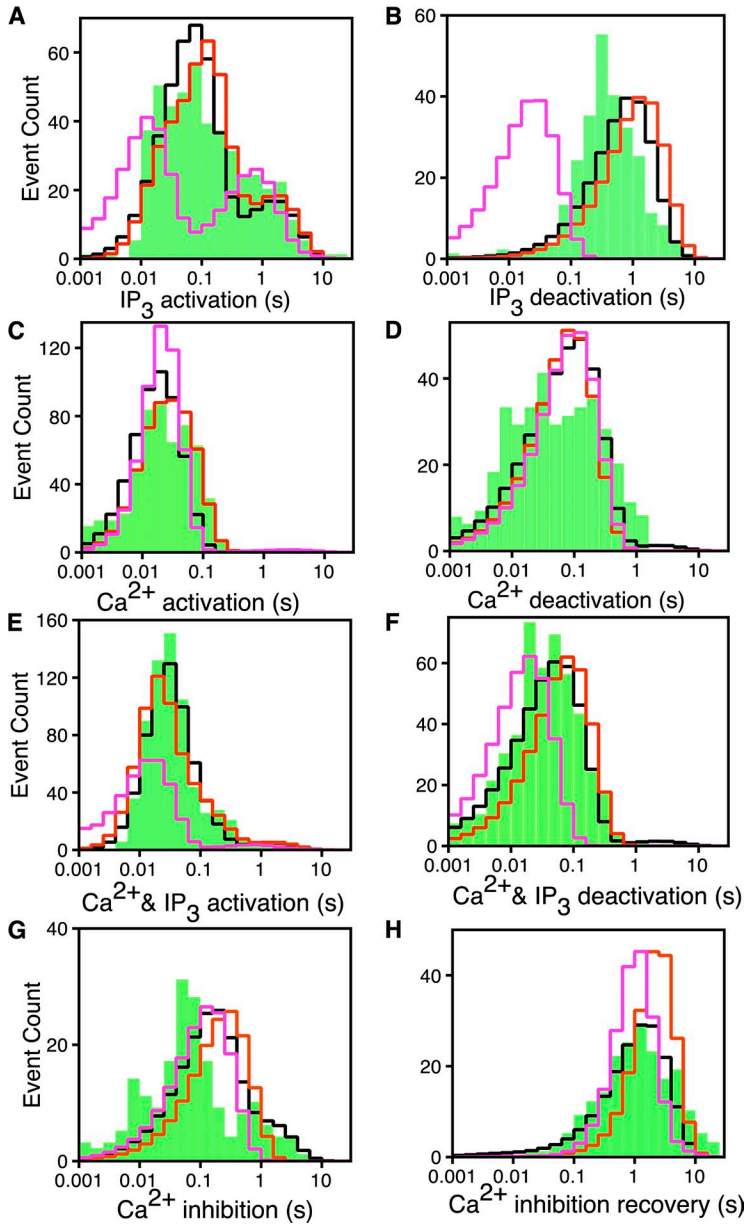 A
B
Event Count
60
40
20
0
0.001 0.01 0.1 1 10
IP3 activation (s)
60
40
20
0
0.001 0.01 0.1 1 10
IP3 deactivation (s)
C
D
Event Count
120
80
40
0
0.001 0.01 0.1 1 10
Ca2+ activation (s)
40
20
0
0.001 0.01 0.1 1 10
Ca2+ deactivation (s)
E
F
Event Count
160
120
80
40
0
0.001 0.01 0.1 1 10
Ca2+& IP3 activation (s)
60
40
20
0
0.001 0.01 0.1 1 10
Ca2+& IP3 deactivation (s)
G
H
Event Count
40
20
0
0.001 0.01 0.1 1 10
Ca2+ inhibition (s)
40
20
0
0.001 0.01 0.1 1 10
Ca2+ inhibition recovery (s)